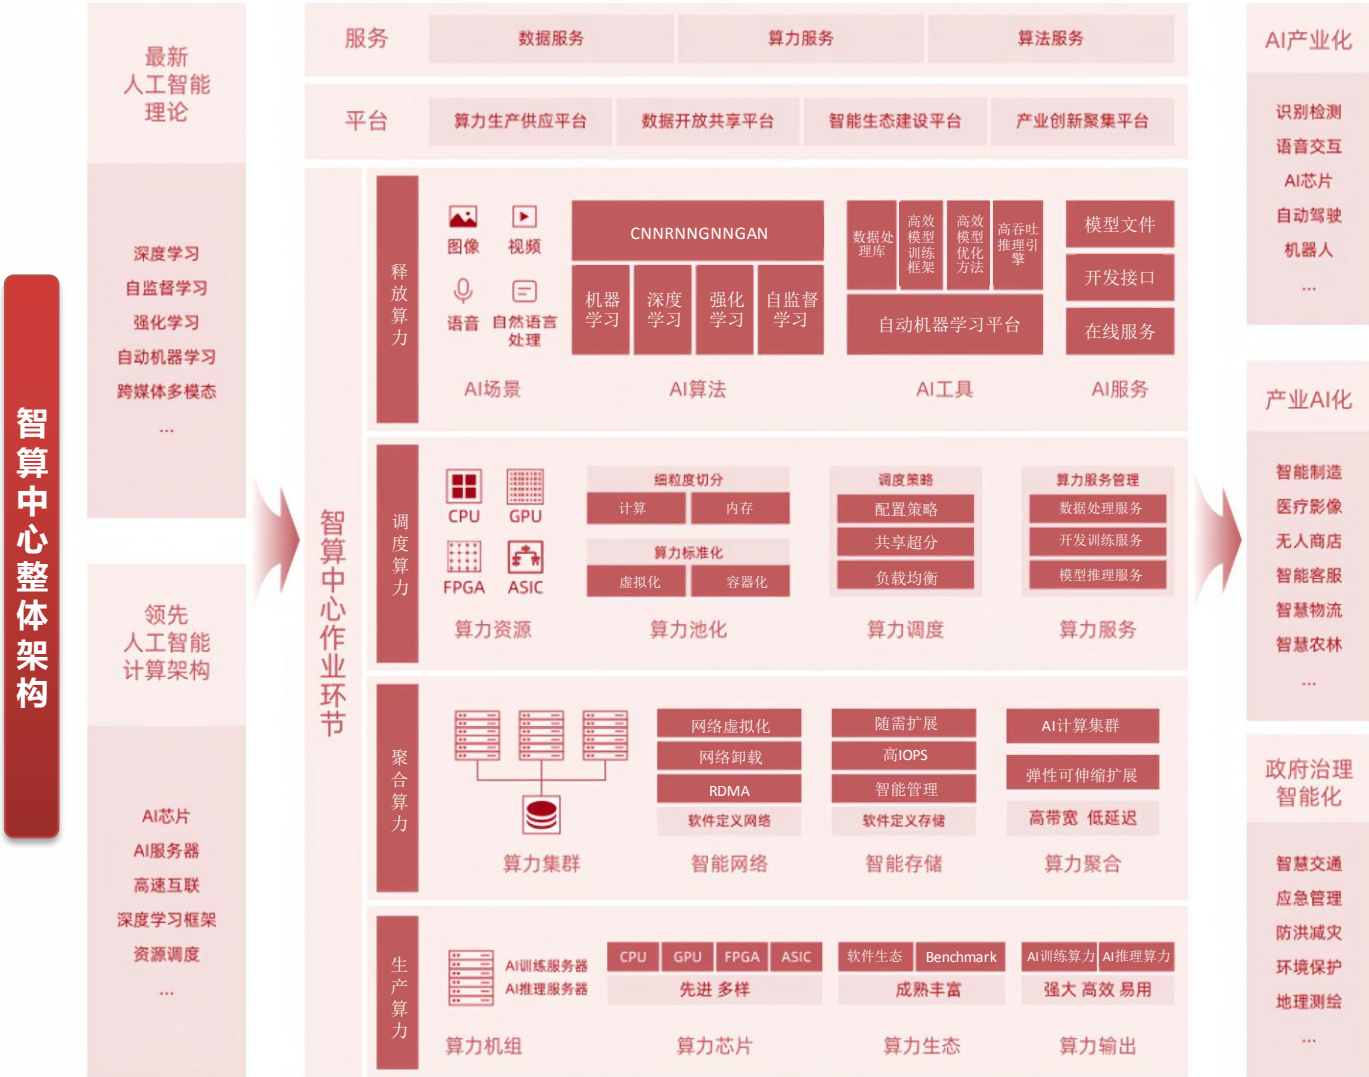 智算中心整体架构
最新
人工智能
理论
深度学习
自监督学习
强化学习
自动机器学习
跨媒体多模态
...
领先
人工智能
计算架构
AI芯片
AI服务器
高速互联
深度学习框架
资源调度
...
服务
数据服务
算力服务
算法服务
平台
算力生产供应平台
数据开放共享平台
智能生态建设平台
产业创新聚集平台
智算中心作业环节
释放算力
图像
视频
语音
自然语言
处理
AI场景
CNNRNNGNNGAN
机器
学习
深度
学习
强化
学习
自监督
学习
AI算法
数据处
理库
高效
模型
训练
框架
高效
模型
优化
方法
高吞吐
推理引
擎
自动机器学习平台
AI工具
模型文件
开发接口
在线服务
AI服务
调度算力
CPU
GPU
FPGA
ASIC
算力资源
细粒度切分
计算
内存
算力标准化
虚拟化
容器化
算力池化
调度策略
配置策略
共享超分
负载均衡
算力调度
算力服务管理
数据处理服务
开发训练服务
模型推理服务
算力服务
聚合算力
算力集群
网络虚拟化
网络卸载
RDMA
软件定义网络
智能网络
随需扩展
高IOPS
智能管理
软件定义存储
智能存储
AI计算集群
弹性可伸缩扩展
高带宽 低延迟
算力聚合
生产算力
AI训练服务器
AI推理服务器
算力机组
CPU
GPU
FPGA
ASIC
先进 多样
算力芯片
软件生态
Benchmark
成熟丰富
算力生态
AI训练算力
AI推理算力
强大 高效 易用
算力输出
AI产业化
识别检测
语音交互
AI芯片
自动驾驶
机器人
...
产业AI化
智能制造
医疗影像
无人商店
智能客服
智慧物流
智慧农林
...
政府治理
智能化
智慧交通
应急管理
防洪减灾
环境保护
地理测绘
...